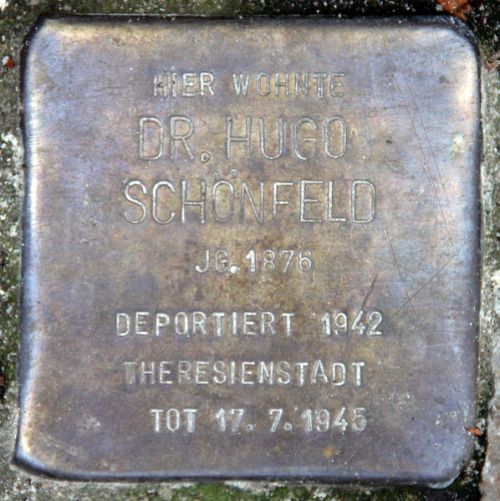 HIER WOHNTE
DR. HUGO
SCHÖNFELD
JG. 1876
DEPORTIERT 1942
THERESIENSTADT
TOT 17. 7. 1945